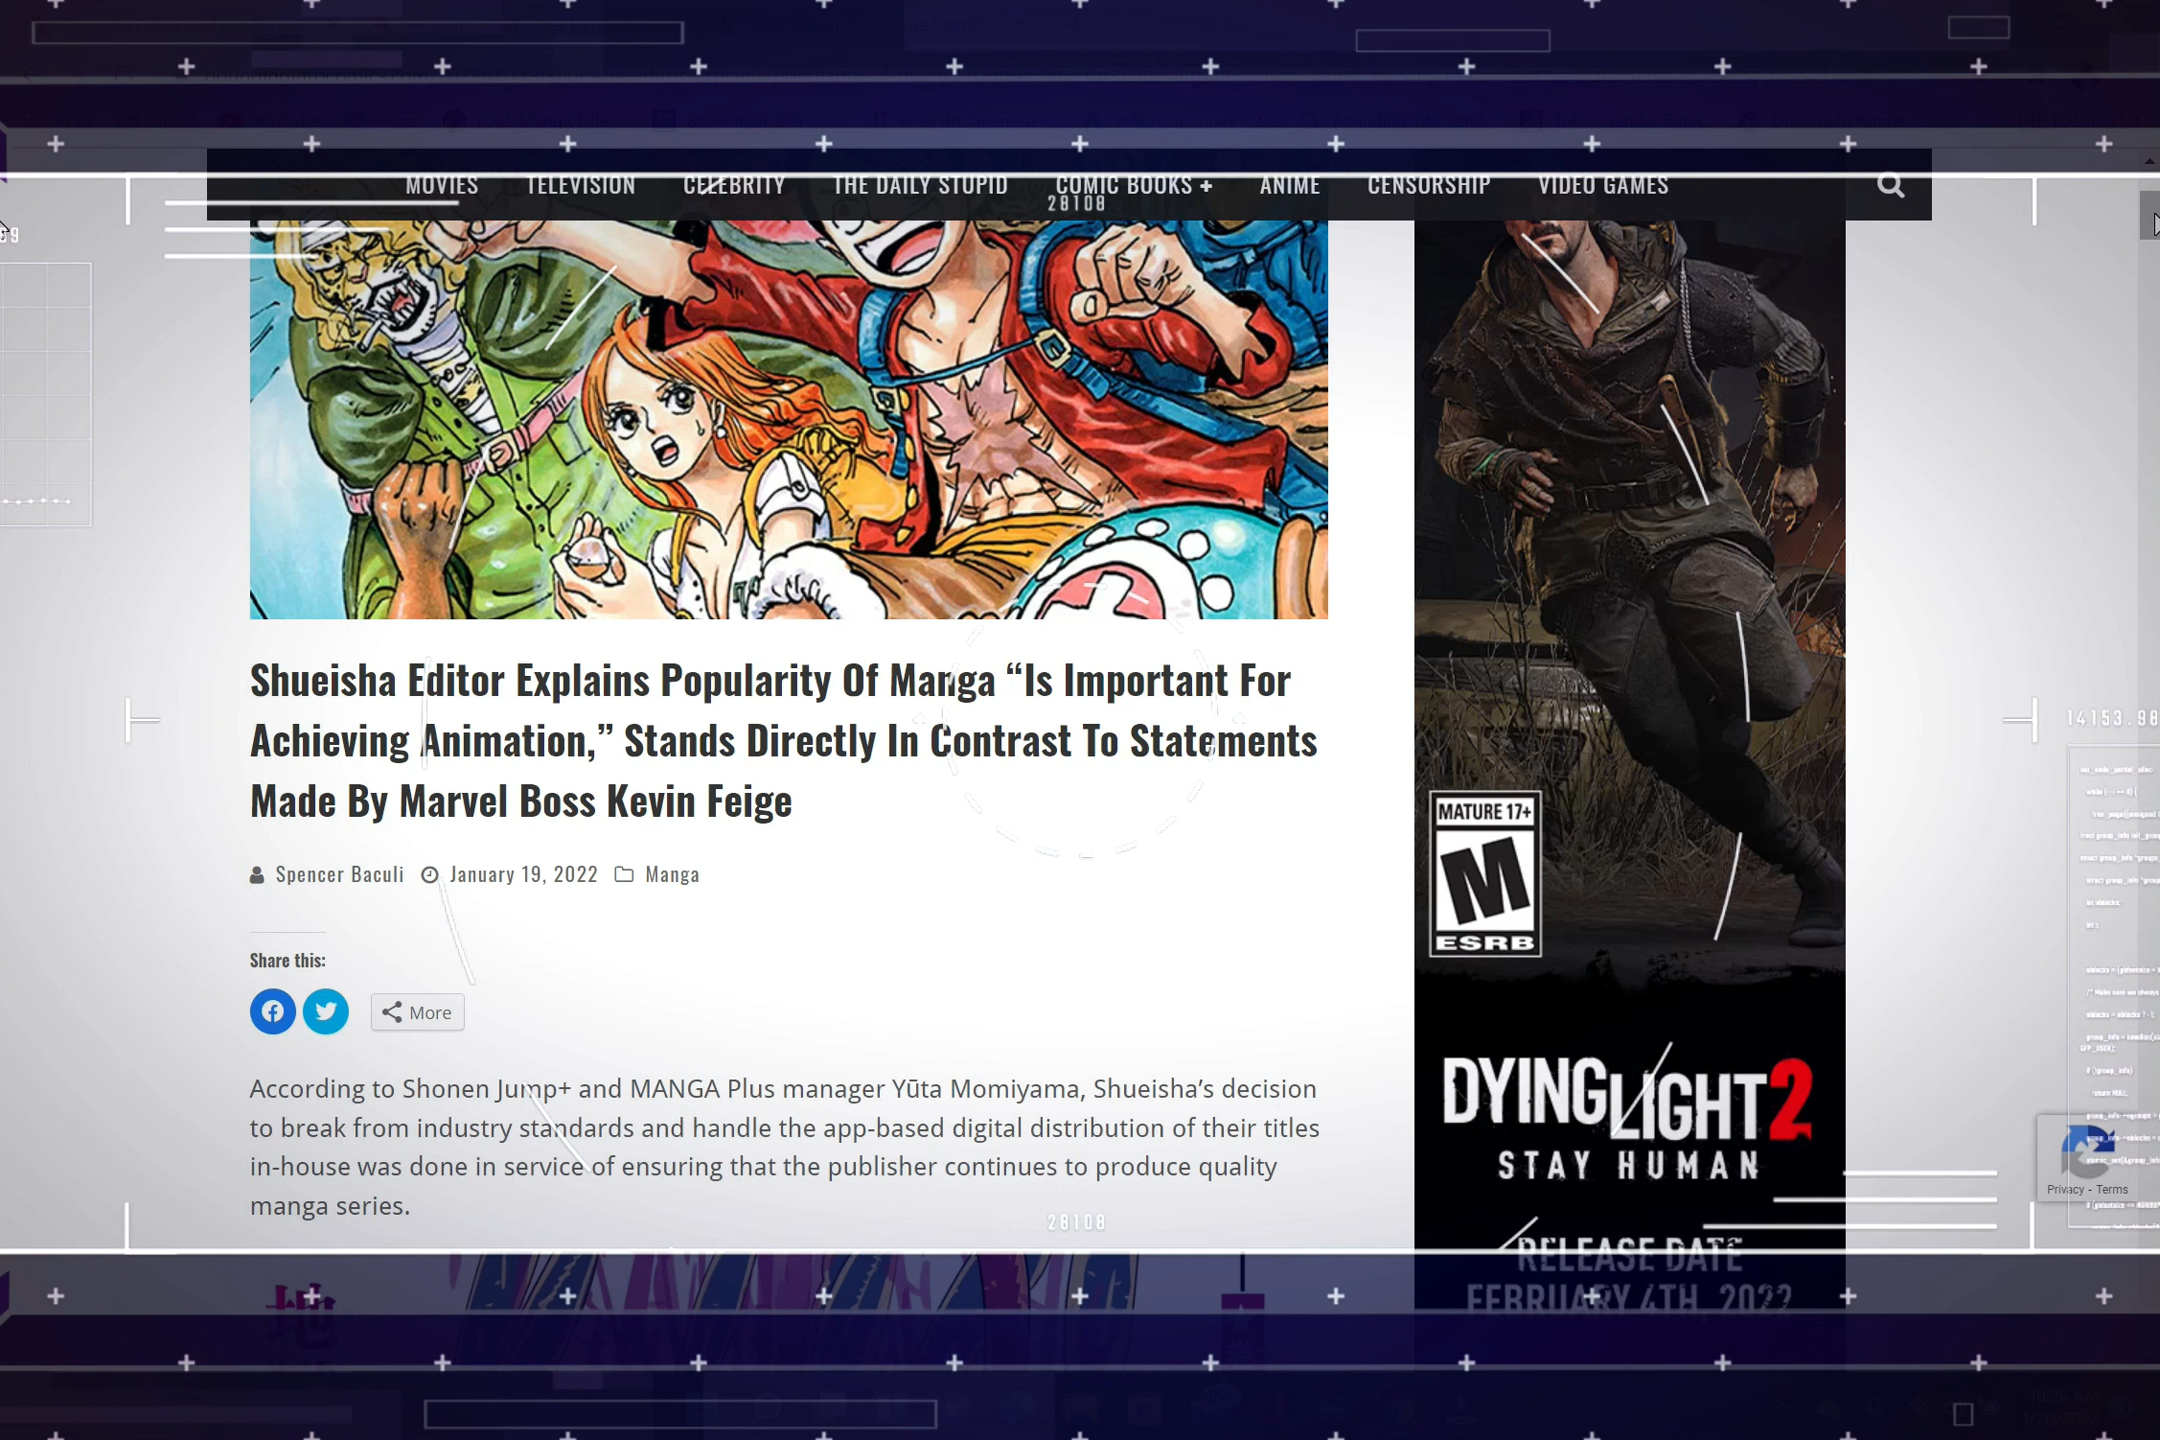 MOVIES TELEVISION CELEBRITY THE DAILY STUPID COMIC BOOKS + ANIME CENSORSHIP VIDEO GAMES
28108
Shueisha Editor Explains Popularity Of Manga “Is Important For
Achieving Animation,” Stands Directly In Contrast To Statements
Made By Marvel Boss Kevin Feige
Spencer Baculi January 19, 2022 Manga
Share this:
More
According to Shonen Jump+ and MANGA Plus manager Yūta Momiyama, Shueisha’s decision
to break from industry standards and handle the app-based digital distribution of their titles
in-house was done in service of ensuring that the publisher continues to produce quality
manga series.
28108
MATURE 17+
M
ESRB
DYING LIGHT 2
STAY HUMAN
RELEASE DATE
FEBRUARY 4TH, 2022
14153.98
Privacy - Terms
地